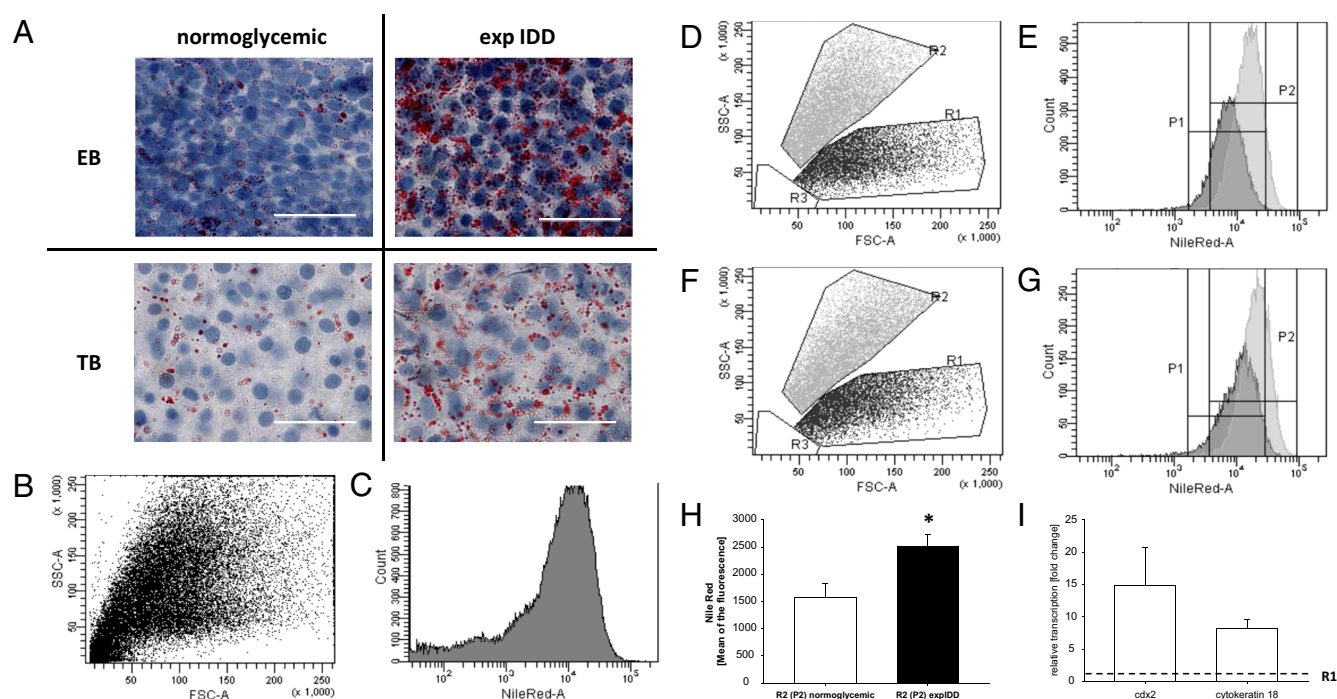 A
normoglycemic exp IDD
EB
TB
B
(x 1,000)
SSC-A
50 100 150 200 250
50 100 150 200 250
FSC-A (x 1,000)
C
Count
0 100 200 300 400 500 600 700 800
10² 10³ 10⁴ 10⁵
NileRed-A
D
(x 1,000)
SSC-A
50 100 150 200 250
R2
R1
R3
50 100 150 200 250
FSC-A (x 1,000)
E
Count
0 100 200 300 400 500
P1
P2
10² 10³ 10⁴ 10⁵
NileRed-A
F
(x 1,000)
SSC-A
50 100 150 200 250
R2
R1
R3
50 100 150 200 250
FSC-A (x 1,000)
G
Count
0 50 100 150 200 250
P1
P2
10² 10³ 10⁴ 10⁵
NileRed-A
H
Nile Red
[Mean of the fluorescence]
3000
2500
2000
1500
1000
500
0
*
R2 (P2) normoglycemic R2 (P2) expIDD
I
relative transcription [fold change]
25
20
15
10
5
0
R1
cdx2 cytokeratin 18